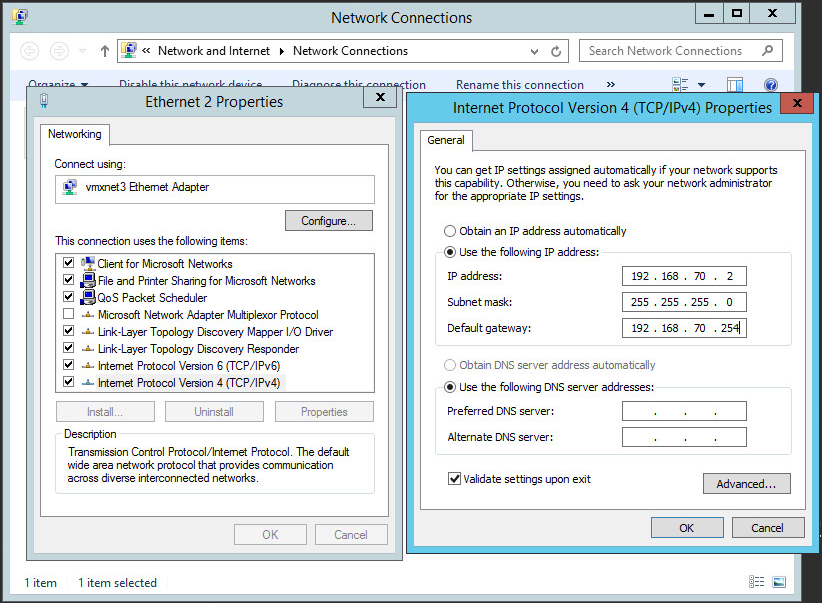 Network Connections
« Network and Internet Network Connections
Search Network Connections
Organize Disable this network device Diagnose this connection Rename this connection »
Ethernet 2 Properties
Networking
Connect using:
vmxnet3 Ethernet Adapter
Configure...
This connection uses the following items:
Client for Microsoft Networks
File and Printer Sharing for Microsoft Networks
QoS Packet Scheduler
Microsoft Network Adapter Multiplexor Protocol
Link-Layer Topology Discovery Mapper I/O Driver
Link-Layer Topology Discovery Responder
Internet Protocol Version 6 (TCP/IPv6)
Internet Protocol Version 4 (TCP/IPv4)
Install... Uninstall Properties
Description
Transmission Control Protocol/Internet Protocol. The default
wide area network protocol that provides communication
across diverse interconnected networks.
OK Cancel
Internet Protocol Version 4 (TCP/IPv4) Properties
General
You can get IP settings assigned automatically if your network supports
this capability. Otherwise, you need to ask your network administrator
for the appropriate IP settings.
Obtain an IP address automatically
Use the following IP address:
IP address: 192 . 168 . 70 . 2
Subnet mask: 255 . 255 . 255 . 0
Default gateway: 192 . 168 . 70 . 254
Obtain DNS server address automatically
Use the following DNS server addresses:
Preferred DNS server: . . .
Alternate DNS server: . . .
Validate settings upon exit
Advanced...
OK Cancel
1 item 1 item selected